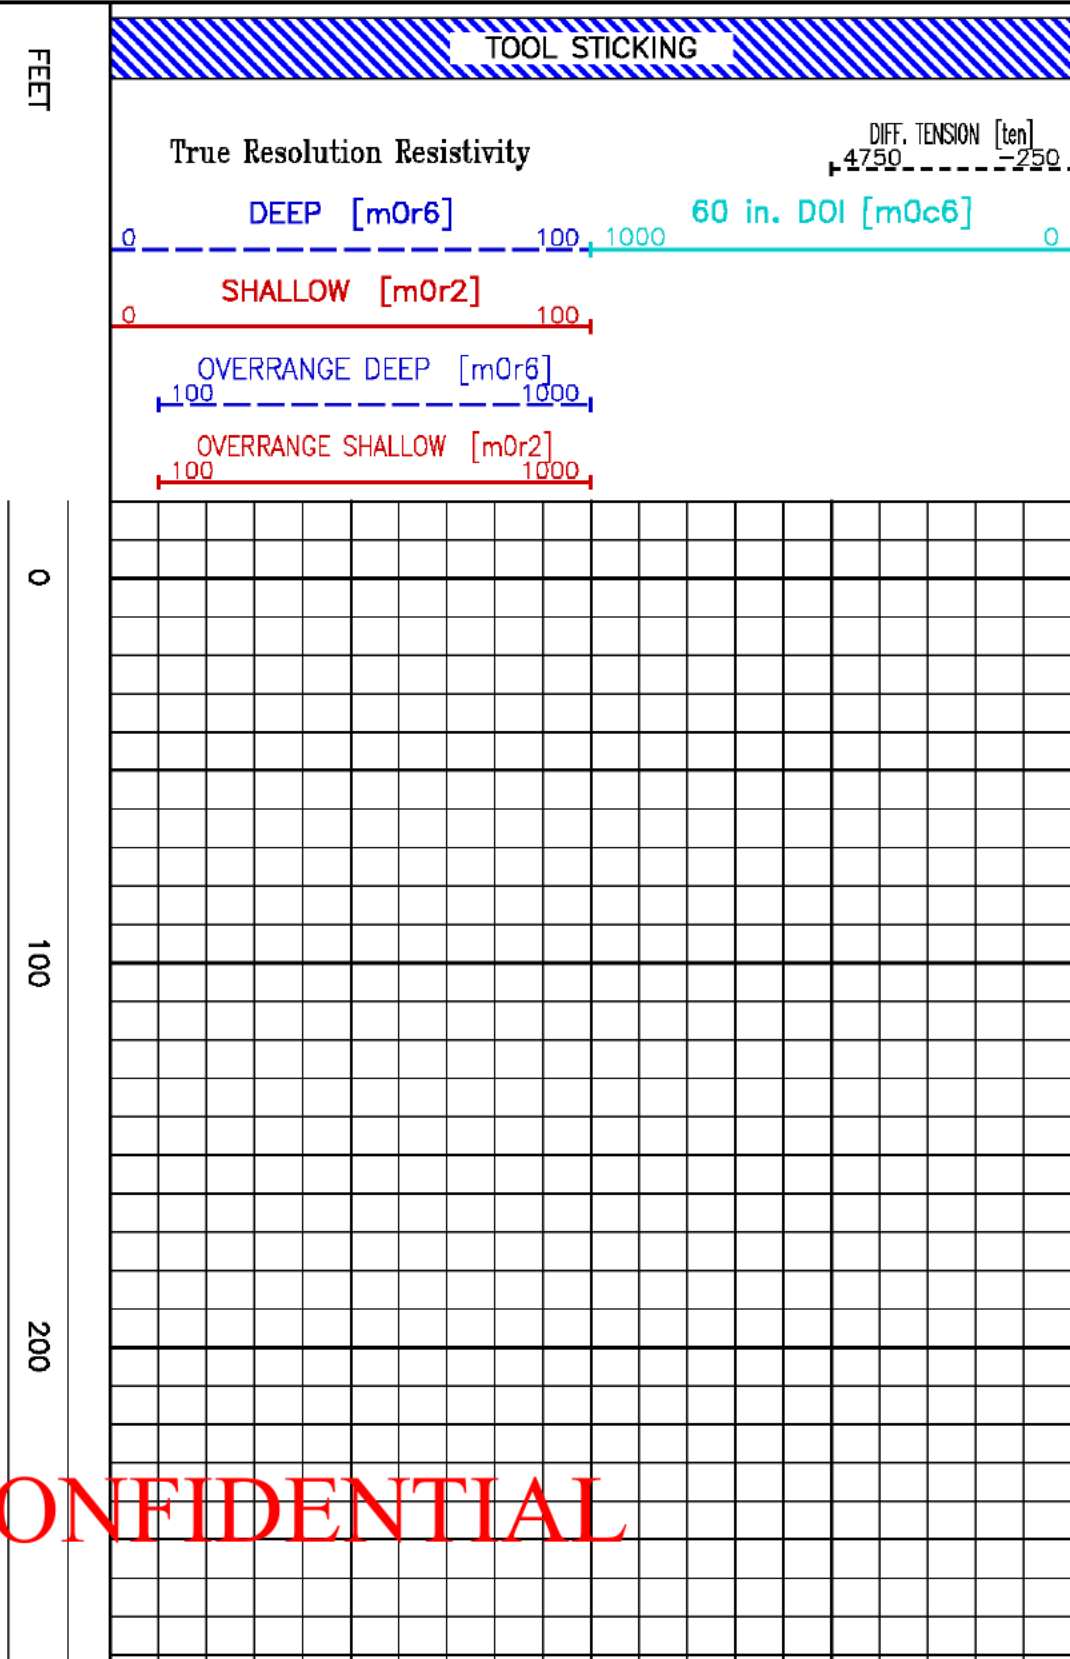 TOOL STICKING
FEET
True Resolution Resistivity
DIFF. TENSION [ten]
4750 -250
DEEP [m0r6]
0 100
60 in. DOI [m0c6]
1000 0
SHALLOW [m0r2]
0 100
OVERRANGE DEEP [m0r6]
100 1000
OVERRANGE SHALLOW [m0r2]
100 1000
0
100
200
ONFIDENTIAL